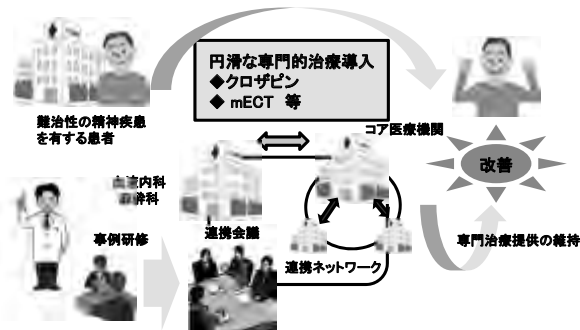 円滑な専門的治療導入
◆クロザピン
◆ mECT 等
難治性の精神疾患
を有する患者
コア医療機関
改善
内科
科
事例研修
連携会議
連携ネットワーク
専門治療提供の維持